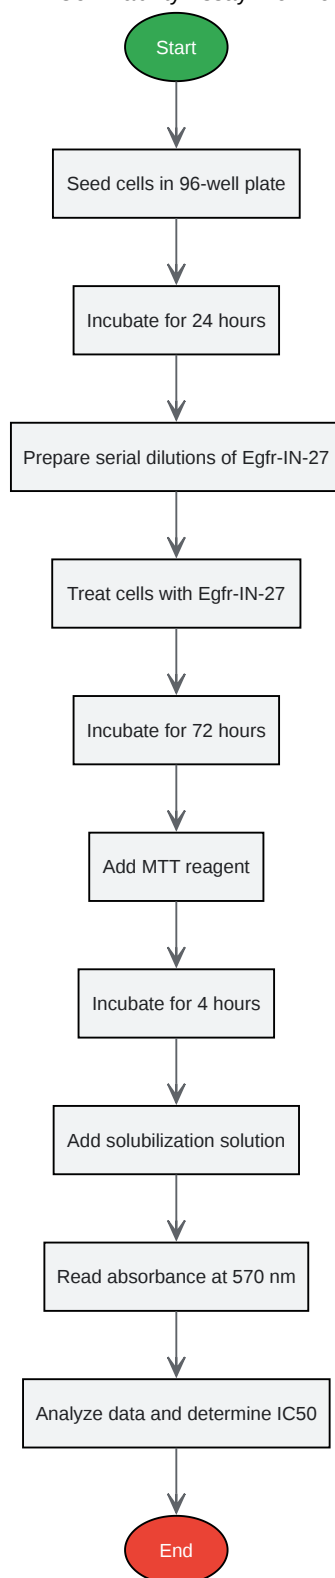 Start
Seed cells in 96-well plate
Incubate for 24 hours
Prepare serial dilutions of Egfr-IN-27
Treat cells with Egfr-IN-27
Incubate for 72 hours
Add MTT reagent
Incubate for 4 hours
Add solubilization solution
Read absorbance at 570 nm
Analyze data and determine IC50
End